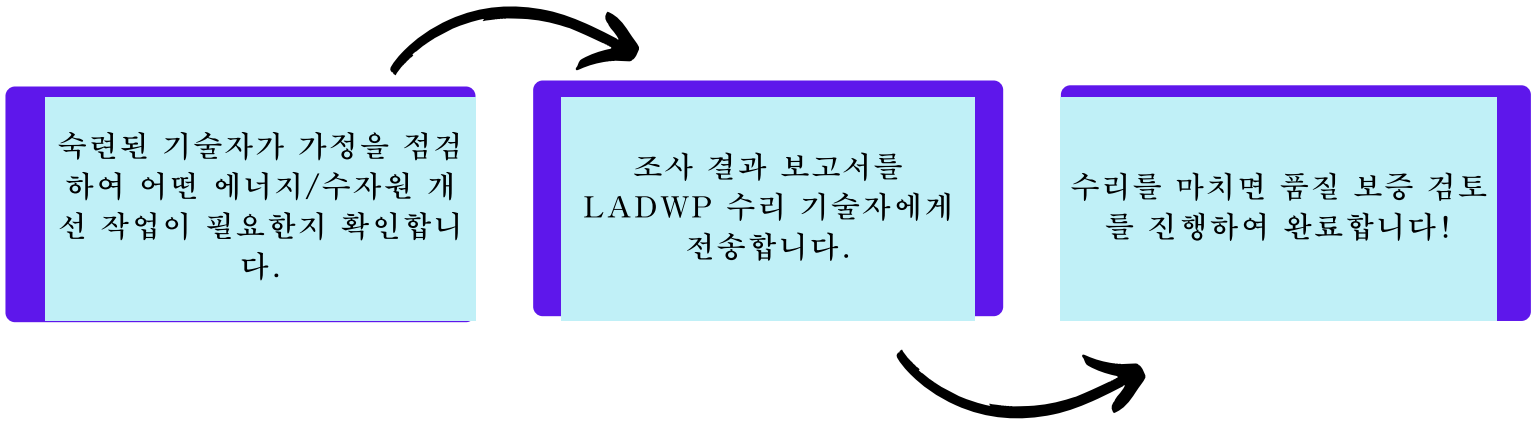 숙련된 기술자가 가정을 점검
하여 어떤 에너지/수자원 개
선 작업이 필요한지 확인합니
다.
조사 결과 보고서를
LADWP 수리 기술자에게
전송합니다.
수리를 마치면 품질 보증 검토
를 진행하여 완료합니다!